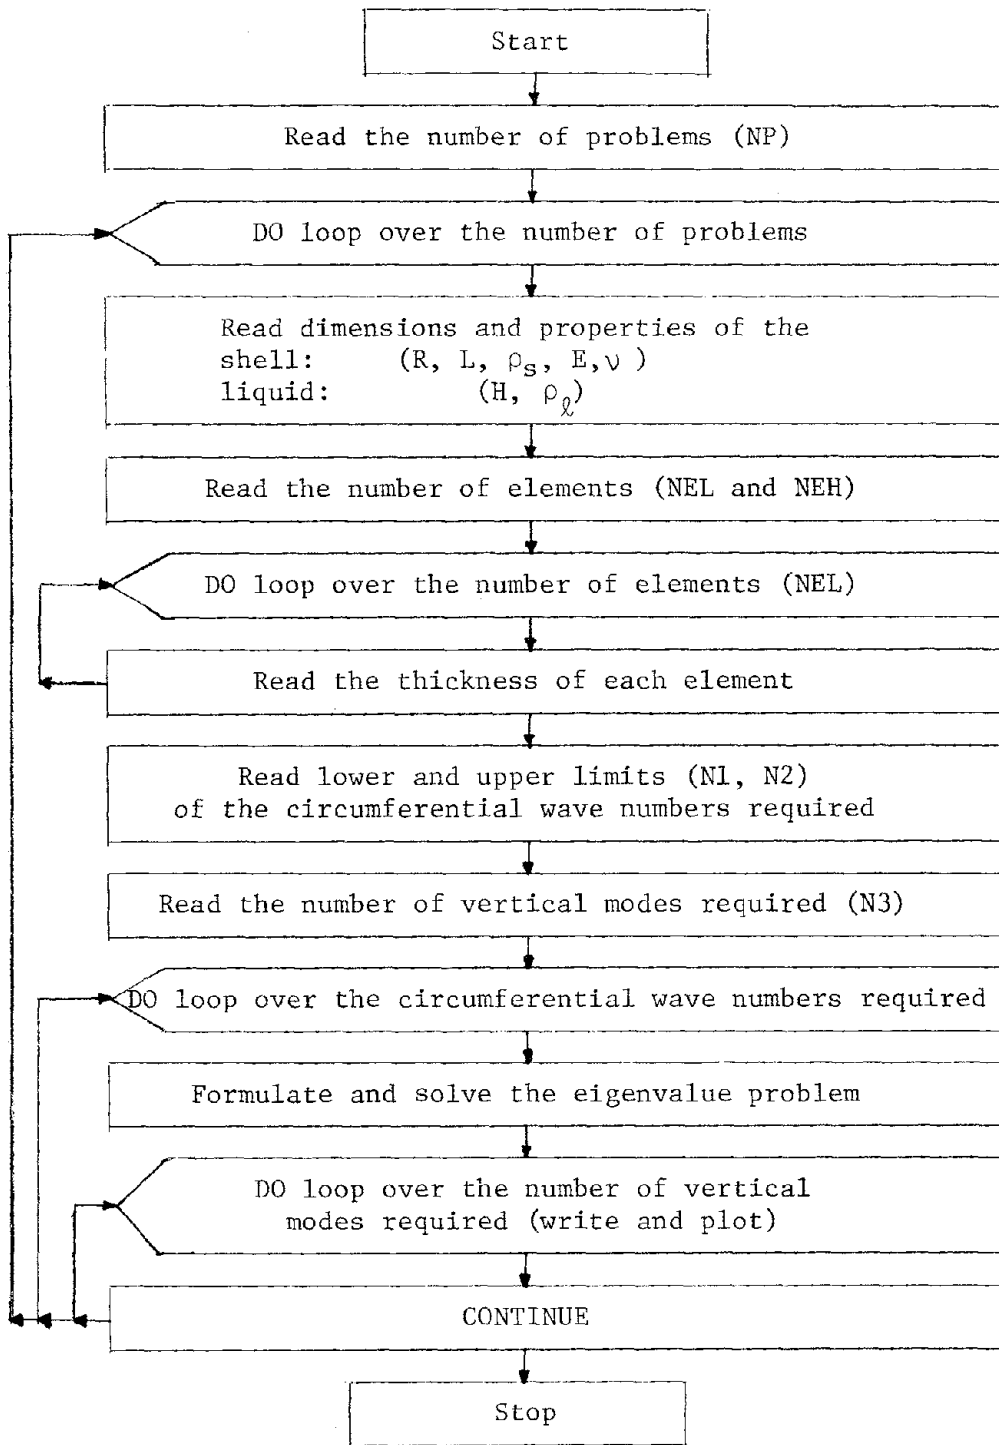 Start
Read the number of problems (NP)
DO loop over the number of problems
Read dimensions and properties of the
shell: (R, L, ρₛ, E,ν )
liquid: (H, ρ_ℓ)
Read the number of elements (NEL and NEH)
DO loop over the number of elements (NEL)
Read the thickness of each element
Read lower and upper limits (N1, N2)
of the circumferential wave numbers required
Read the number of vertical modes required (N3)
DO loop over the circumferential wave numbers required
Formulate and solve the eigenvalue problem
DO loop over the number of vertical
modes required (write and plot)
CONTINUE
Stop